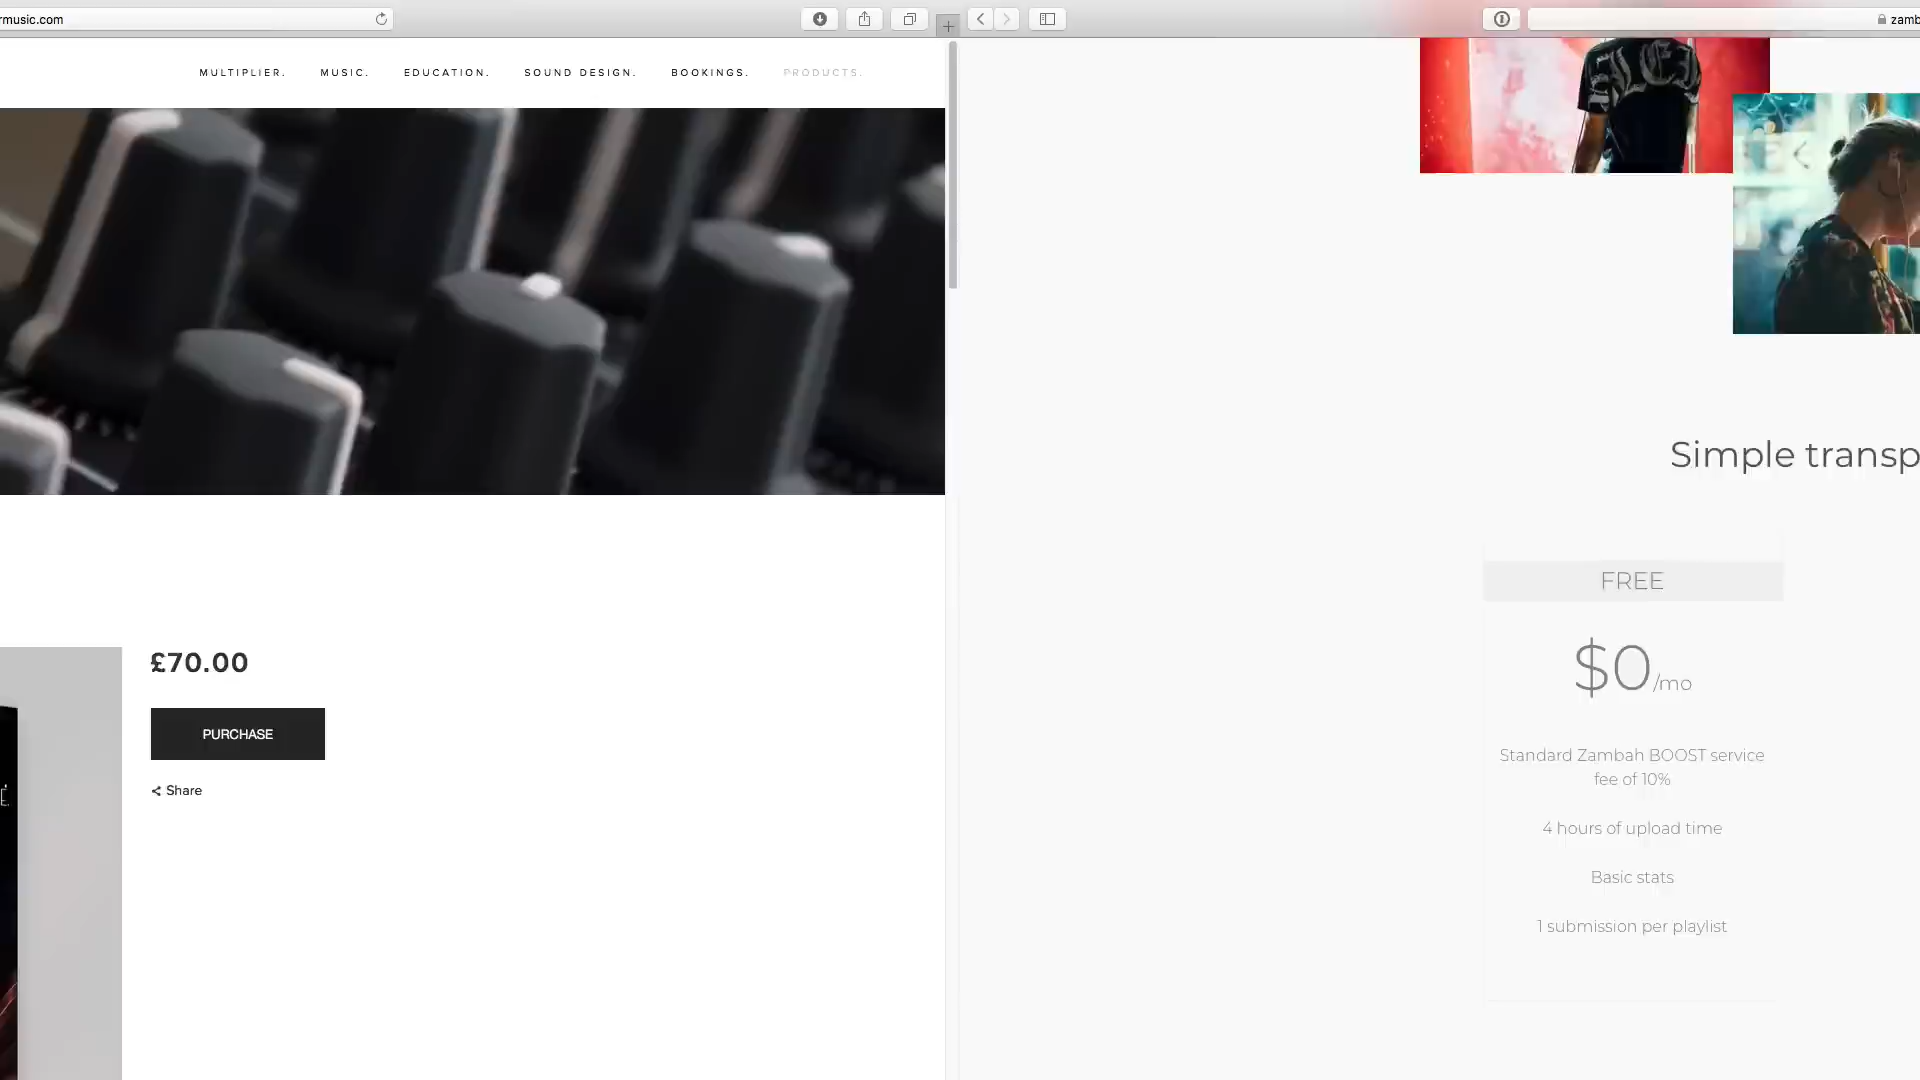 rmusic.com
MULTIPLIER. MUSIC. EDUCATION. SOUND DESIGN. BOOKINGS. PRODUCTS.
£70.00
PURCHASE
Share
zamb
Simple transp
FREE
$0/mo
Standard Zambah BOOST service
fee of 10%
4 hours of upload time
Basic stats
1 submission per playlist